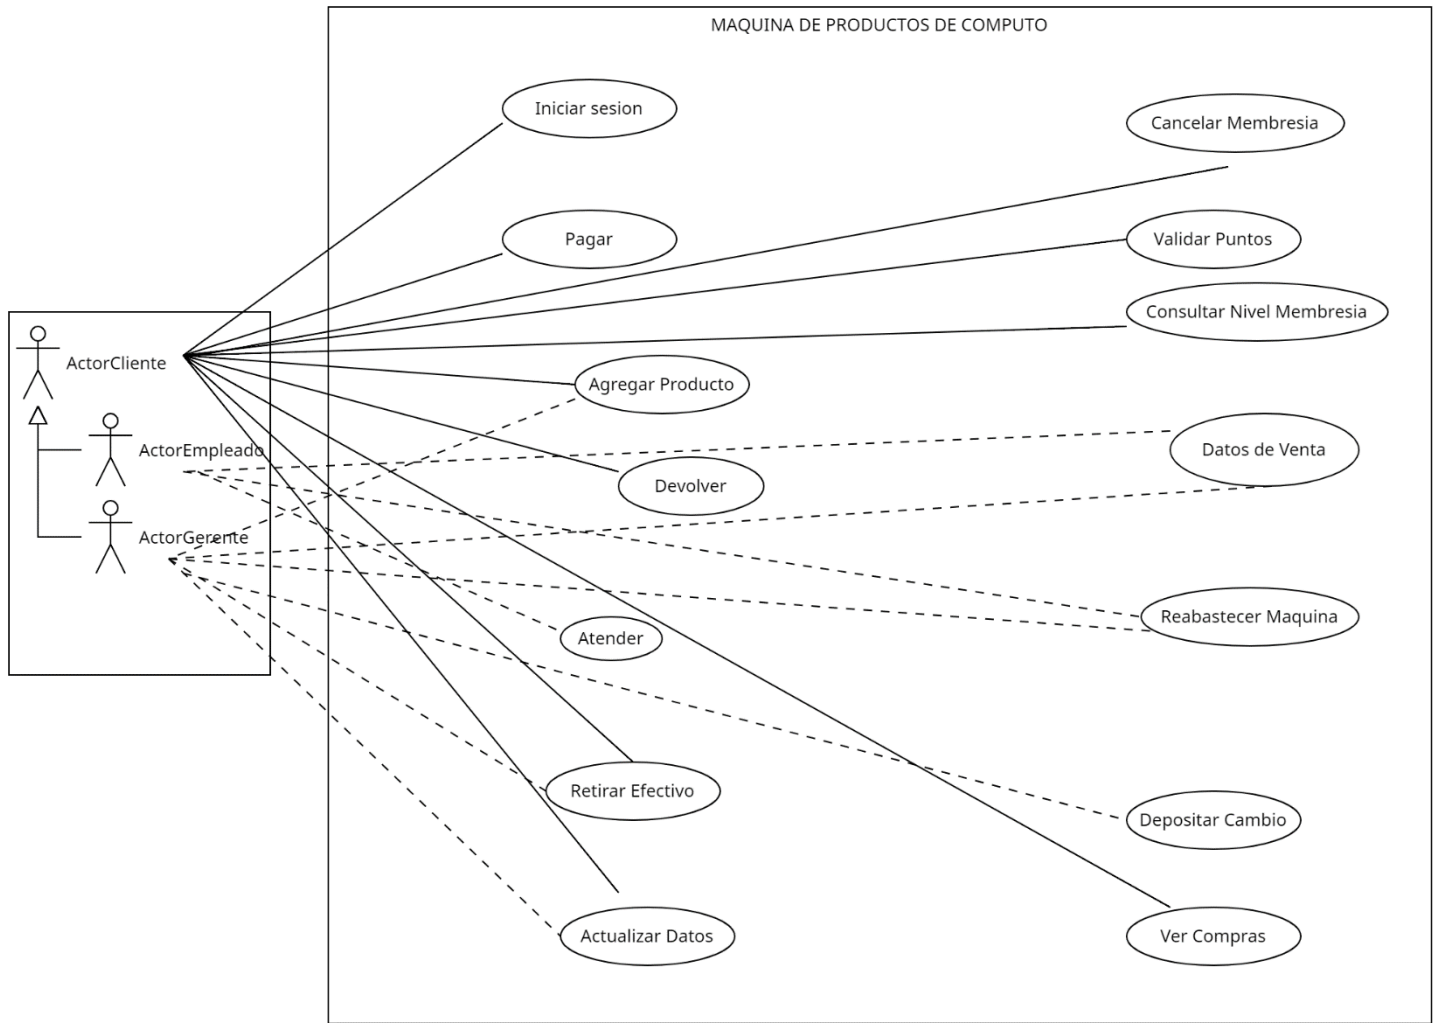 MAQUINA DE PRODUCTOS DE COMPUTO
Iniciar sesion
Cancelar Membresia
Pagar
Validar Puntos
Consultar Nivel Membresia
ActorCliente
Agregar Producto
ActorEmpleado
Datos de Venta
Devolver
ActorGerente
Reabastecer Maquina
Atender
Retirar Efectivo
Depositar Cambio
Actualizar Datos
Ver Compras